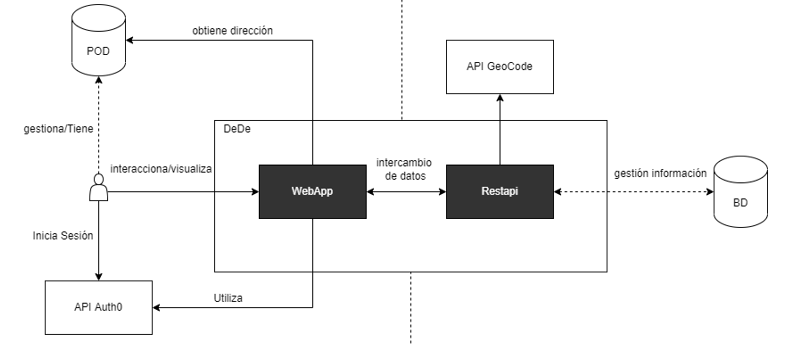 obtiene dirección
POD
API GeoCode
gestiona/Tiene
DeDe
interacciona/visualiza
intercambio
de datos
gestión información
WebApp
Restapi
BD
Inicia Sesión
Utiliza
API Auth0